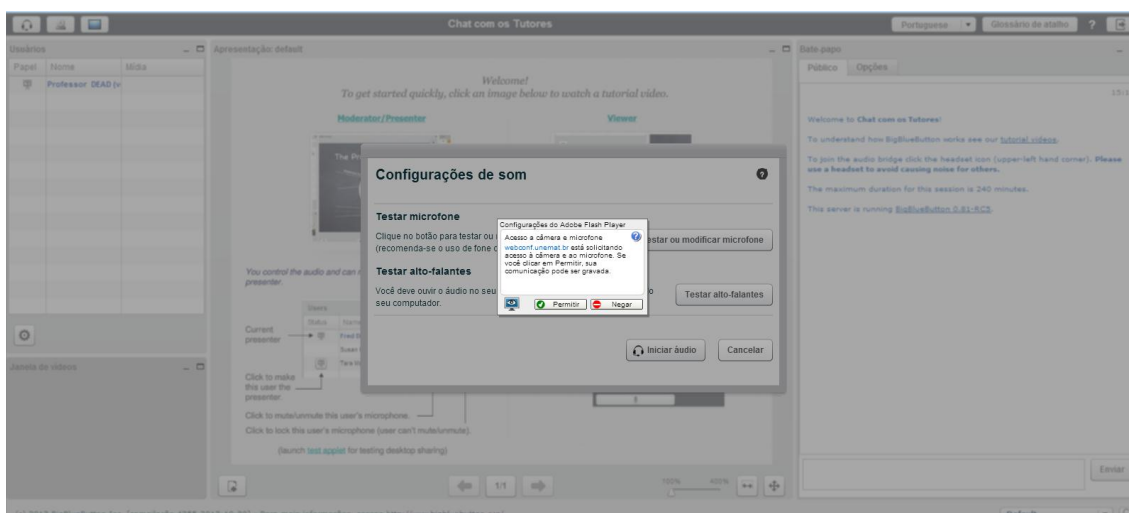 Chat com os Tutores
Portuguese
Glossário de atalho
?
Usuários
Papel Nome Mídia
Professor DEAD (v
Apresentação: default
Welcome!
To get started quickly, click an image below to watch a tutorial video.
Moderator/Presenter
Viewer
The Pr
Configurações de som
?
Testar microfone
Clique no botão para testar ou
(recomenda-se o uso de fone
estar ou modificar microfone
Testar alto-falantes
Você deve ouvir o áudio no seu
seu computador.
Testar alto-falantes
Iniciar áudio
Cancelar
Configurações do Adobe Flash Player
Acesso a câmera e microfone
webconf.unemat.br está solicitando
acesso à câmera e ao microfone. Se
você clicar em Permitir, sua
comunicação pode ser gravada.
Permitir
Negar
You control the audio and can
presenter.
Current
presenter
Click to make
this user the
presenter.
Click to mute/unmute this user's microphone.
Click to lock this user's microphone (user can't mute/unmute).
(launch test applet for testing desktop sharing)
Janela de vídeos
1/1
100%
400%
Bate-papo
Público
Opções
Welcome to Chat com os Tutores!
To understand how BigBlueButton works see our tutorial videos.
To join the audio bridge click the headset icon (upper-left hand corner). Please
use a headset to avoid causing noise for others.
The maximum duration for this session is 240 minutes.
This server is running BigBlueButton 0.81-RC5.
Enviar